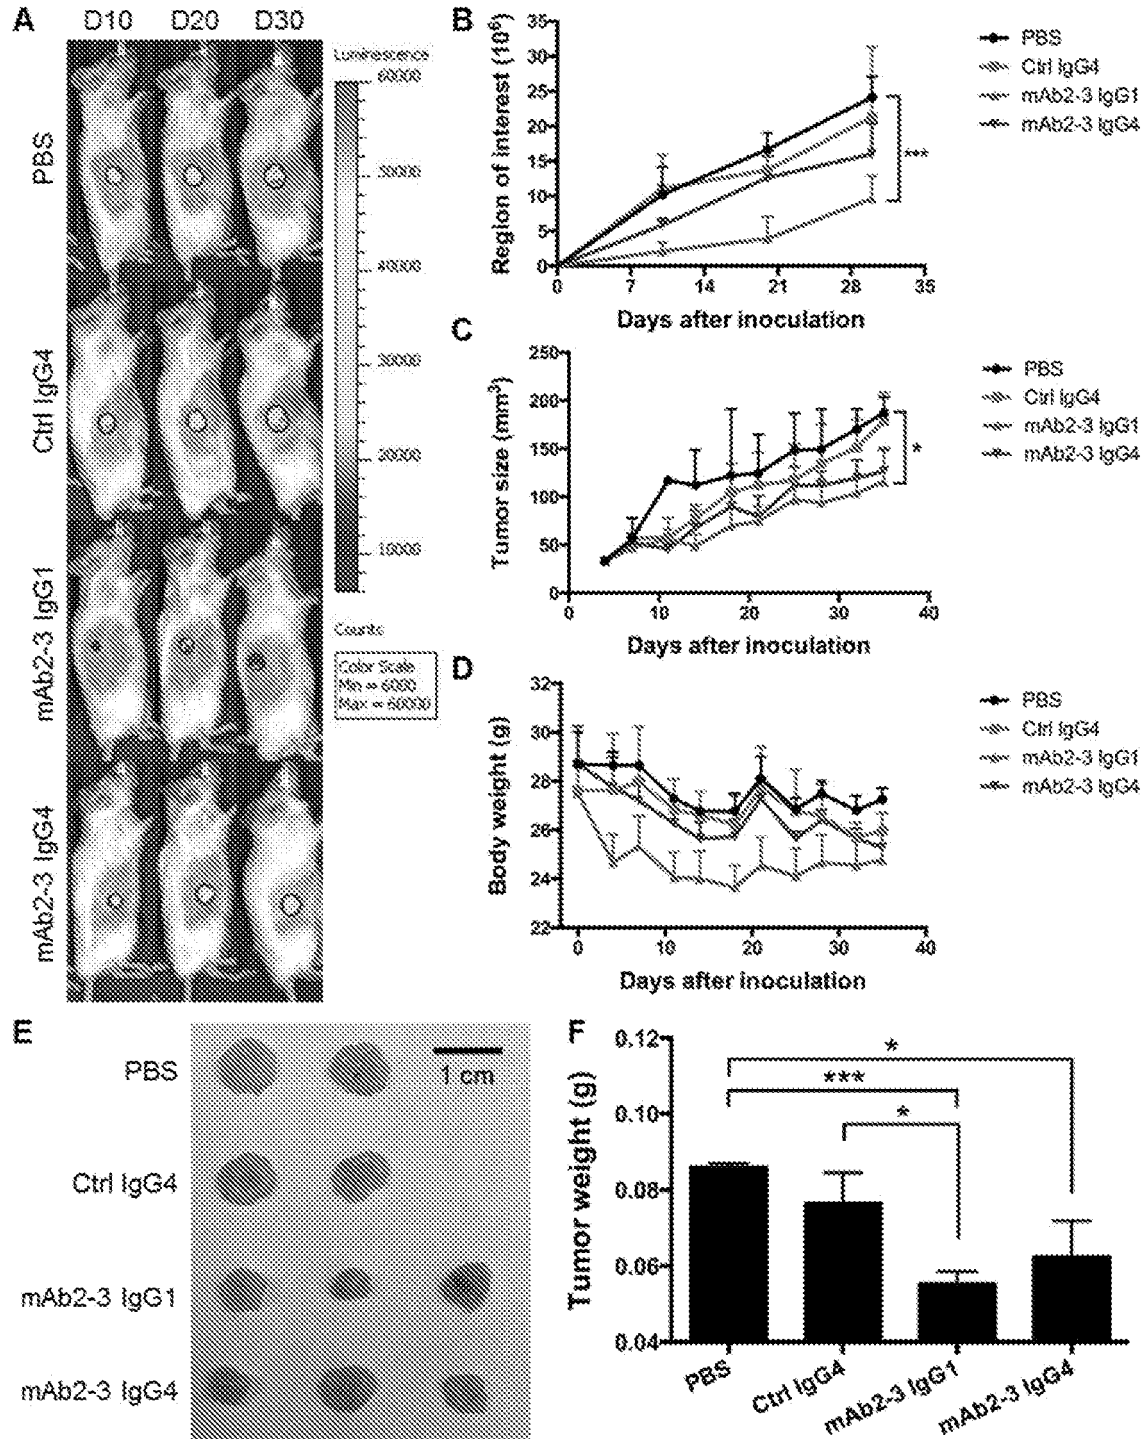 A
D10 D20 D30
PBS
Ctrl IgG4
mAb2-3 IgG1
mAb2-3 IgG4
Luminescence
60000
50000
40000
30000
20000
10000
Counts
Color Scale
Min = 6000
Max = 60000
B
Region of interest (10⁶)
35
30
25
20
15
10
5
0
0 7 14 21 28 35
Days after inoculation
PBS
Ctrl IgG4
mAb2-3 IgG1
mAb2-3 IgG4
***
C
Tumor size (mm³)
250
200
150
100
50
0
0 10 20 30 40
Days after inoculation
PBS
Ctrl IgG4
mAb2-3 IgG1
mAb2-3 IgG4
*
D
Body weight (g)
32
30
28
26
24
22
0 10 20 30 40
Days after inoculation
PBS
Ctrl IgG4
mAb2-3 IgG1
mAb2-3 IgG4
E
PBS
Ctrl IgG4
mAb2-3 IgG1
mAb2-3 IgG4
1 cm
F
Tumor weight (g)
0.12
0.10
0.08
0.06
0.04
*
***
*
PBS
Ctrl IgG4
mAb2-3 IgG1
mAb2-3 IgG4